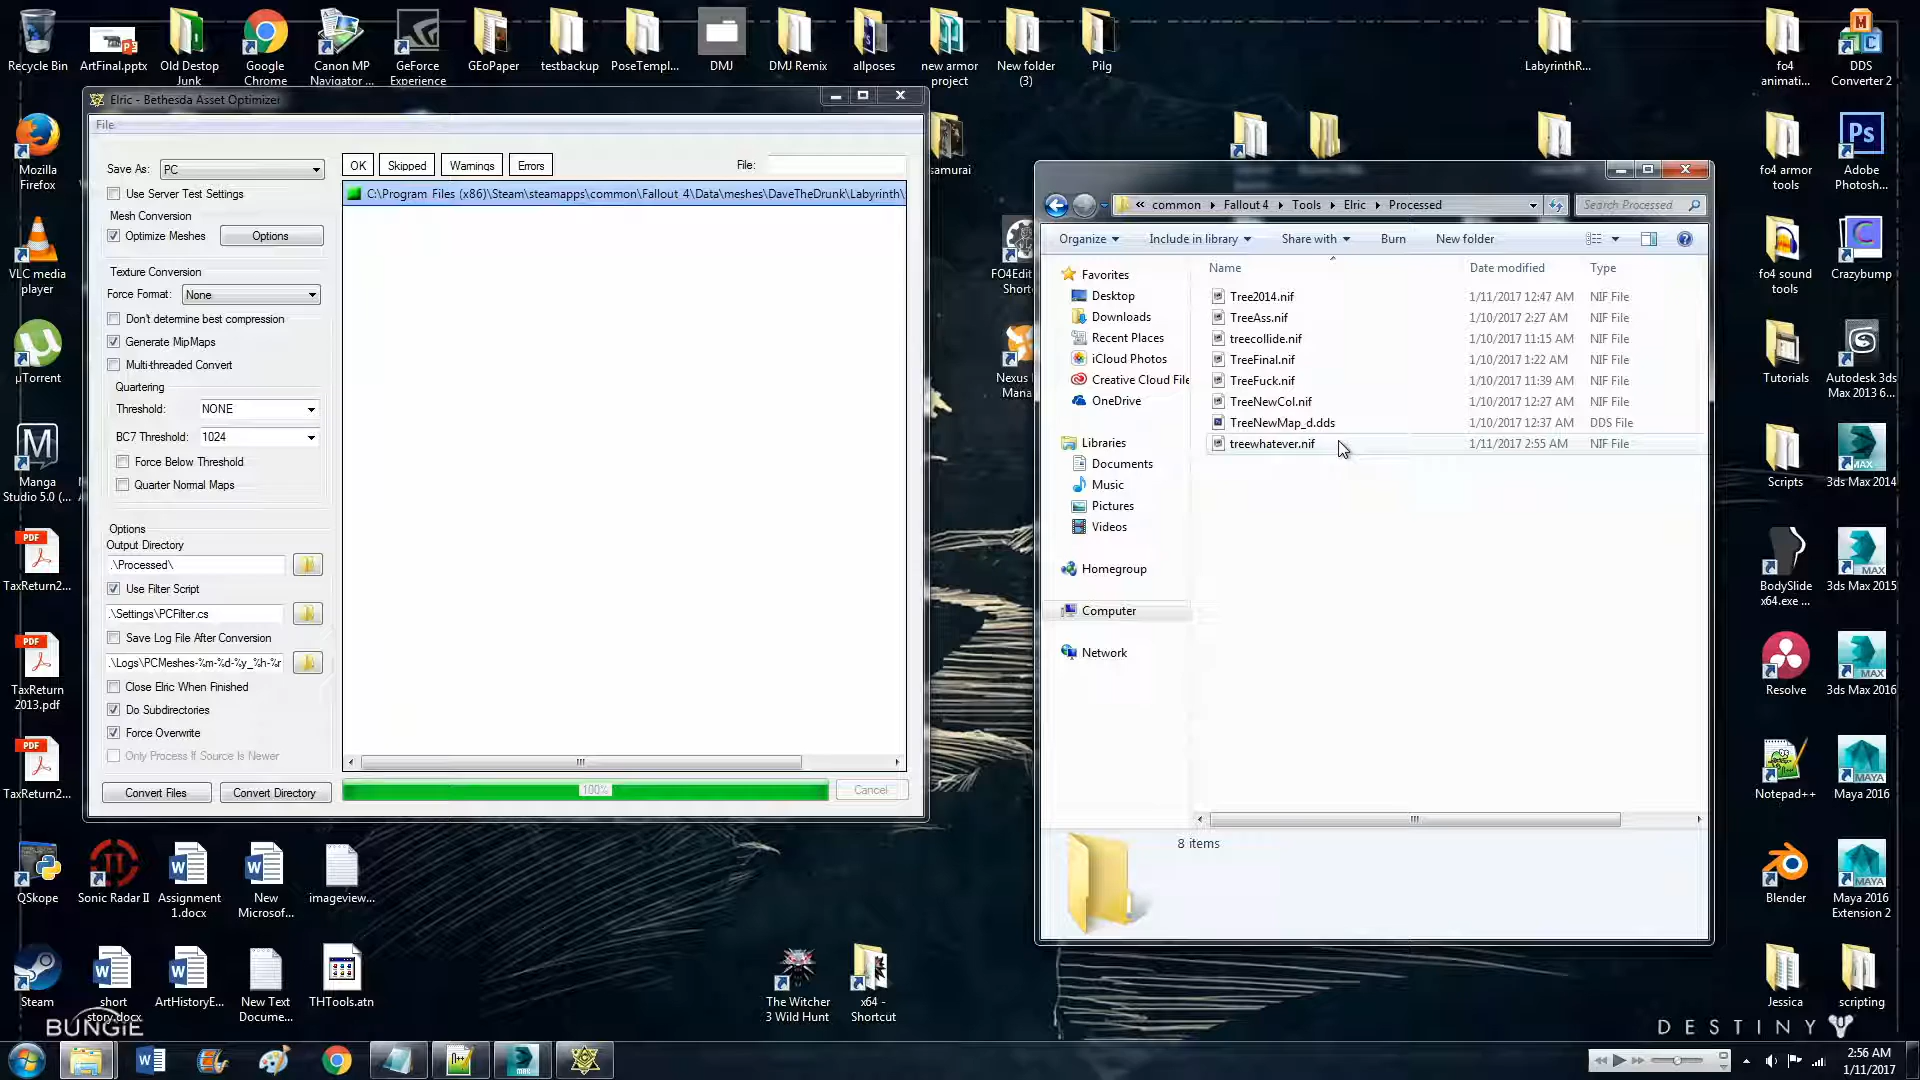 Recycle Bin
ArtFinal.pptx
Old Destop
Junk
Google
Chrome
Canon MP
Navigator ...
GeForce
Experience
GEoPaper
testbackup
PoseTempl...
DMJ
DMJ Remix
allposes
new armor
project
New folder
(3)
Pilg
LabyrinthR...
fo4
animati...
DDS
Converter 2
Elric - Bethesda Asset Optimizer
File
Save As:
PC
OK
Skipped
Warnings
Errors
File:
Use Server Test Settings
C:\Program Files (x86)\Steam\steamapps\common\Fallout 4\Data\meshes\DaveTheDrunk\Labyrinth\
Mesh Conversion
Optimize Meshes
Options
Texture Conversion
Force Format:
None
Don't determine best compression
Generate MipMaps
Multi-threaded Convert
Quartering
Threshold:
NONE
BC7 Threshold:
1024
Force Below Threshold
Quarter Normal Maps
Options
Output Directory
.\Processed\
Use Filter Script
.\Settings\PCFilter.cs
Save Log File After Conversion
.\Logs\PCMeshes-%m-%d-%y_%h-%r
Close Elric When Finished
Do Subdirectories
Force Overwrite
Only Process If Source Is Newer
Convert Files
Convert Directory
100%
Cancel
Mozilla
Firefox
VLC media
player
µTorrent
Manga
Studio 5.0 (...
TaxReturn2...
TaxReturn
2013.pdf
TaxReturn2...
samurai
FO4Edit
Shortc
Nexus
Mana
« common
Fallout 4
Tools
Elric
Processed
Search Processed
Organize
Include in library
Share with
Burn
New folder
Favorites
Desktop
Downloads
Recent Places
iCloud Photos
Creative Cloud File
OneDrive
Libraries
Documents
Music
Pictures
Videos
Homegroup
Computer
Network
Name
Date modified
Type
Tree2014.nif 1/11/2017 12:47 AM NIF File
TreeAss.nif 1/10/2017 2:27 AM NIF File
treecollide.nif 1/10/2017 11:15 AM NIF File
TreeFinal.nif 1/10/2017 1:22 AM NIF File
TreeFuck.nif 1/10/2017 11:39 AM NIF File
TreeNewCol.nif 1/10/2017 12:27 AM NIF File
TreeNewMap_d.dds 1/10/2017 12:37 AM DDS File
treewhatever.nif 1/11/2017 2:55 AM NIF File
8 items
fo4 armor
tools
Ps
Adobe
Photosh...
fo4 sound
tools
Crazybump
Tutorials
Autodesk 3ds
Max 2013 6...
Scripts
MAX
3ds Max 2014
BodySlide
x64.exe ...
MAX
3ds Max 2015
Resolve
MAX
3ds Max 2016
Notepad++
MAYA
Maya 2016
Blender
MAYA
Maya 2016
Extension 2
Jessica
scripting
QSkope
Sonic Radar II
Assignment
1.docx
New
Microsof...
imageview...
Steam
short
story.docx
ArtHistoryE...
New Text
Docume...
THTools.atn
The Witcher
3 Wild Hunt
x64 -
Shortcut
BUNGiE
DESTINY
2:56 AM
1/11/2017